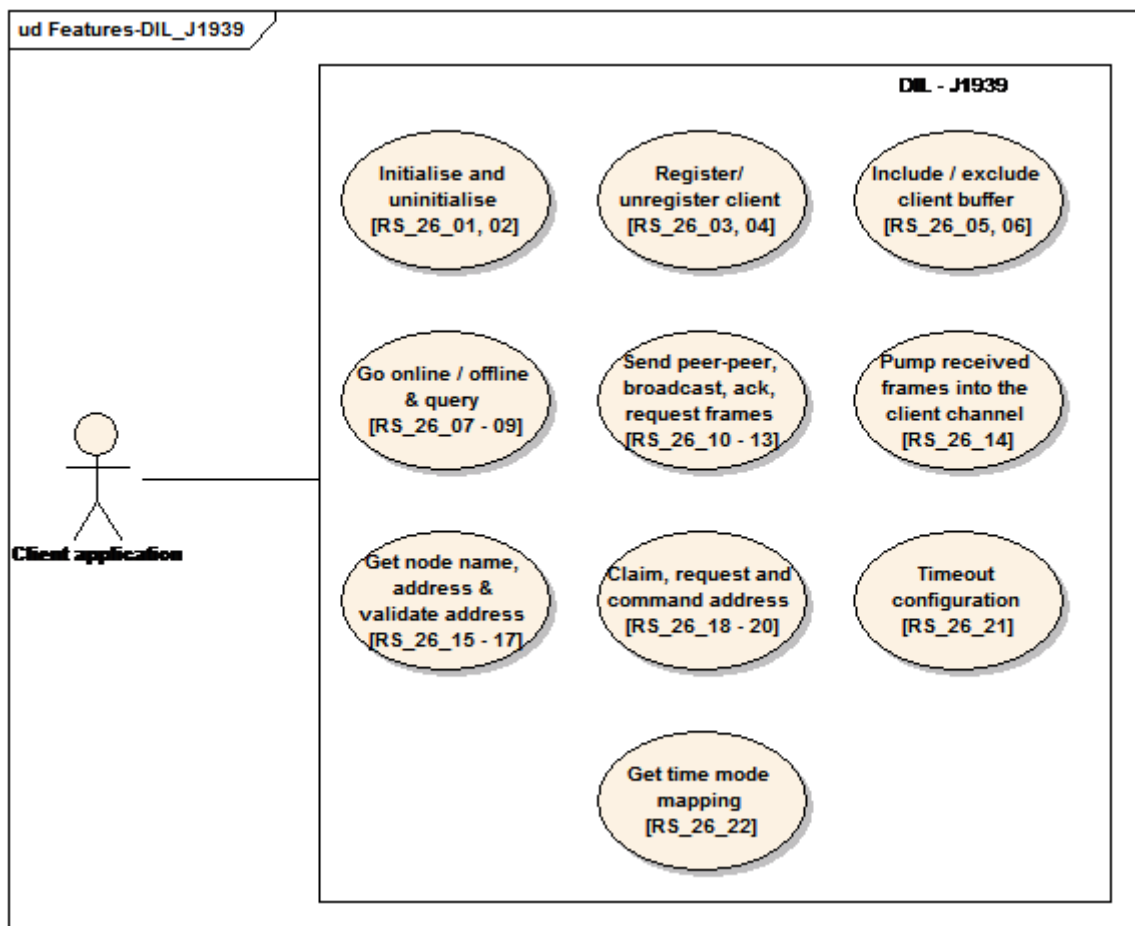 ud Features-DIL_J1939
DIL - J1939
Initialise and
uninitialise
[RS_26_01, 02]
Register/
unregister client
[RS_26_03, 04]
Include / exclude
client buffer
[RS_26_05, 06]
Go online / offline
& query
[RS_26_07 - 09]
Send peer-peer,
broadcast, ack,
request frames
[RS_26_10 - 13]
Pump received
frames into the
client channel
[RS_26_14]
Client application
Get node name,
address &
validate address
[RS_26_15 - 17]
Claim, request and
command address
[RS_26_18 - 20]
Timeout
configuration
[RS_26_21]
Get time mode
mapping
[RS_26_22]